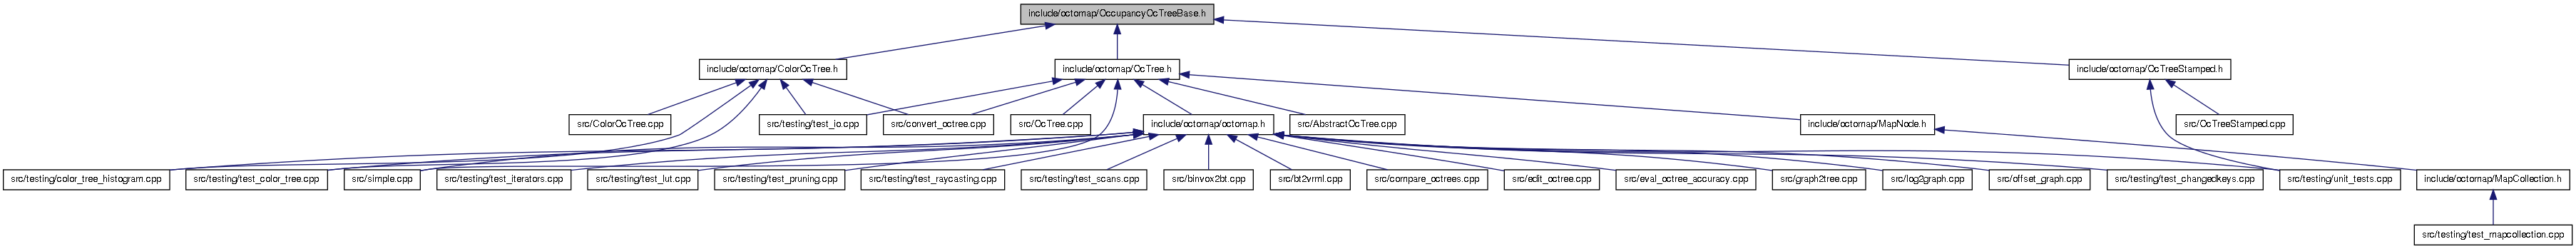 include/octomap/OccupancyOcTreeBase.h
include/octomap/ColorOcTree.h
include/octomap/OcTree.h
include/octomap/OcTreeStamped.h
src/ColorOcTree.cpp
src/testing/test_io.cpp
src/convert_octree.cpp
src/OcTree.cpp
include/octomap/octomap.h
src/AbstractOcTree.cpp
include/octomap/MapNode.h
src/OcTreeStamped.cpp
src/testing/color_tree_histogram.cpp
src/testing/test_color_tree.cpp
src/simple.cpp
src/testing/test_iterators.cpp
src/testing/test_lut.cpp
src/testing/test_pruning.cpp
src/testing/test_raycasting.cpp
src/testing/test_scans.cpp
src/binvox2bt.cpp
src/bt2vrml.cpp
src/compare_octrees.cpp
src/edit_octree.cpp
src/eval_octree_accuracy.cpp
src/graph2tree.cpp
src/log2graph.cpp
src/offset_graph.cpp
src/testing/test_changedkeys.cpp
src/testing/unit_tests.cpp
include/octomap/MapCollection.h
src/testing/test_mapcollection.cpp